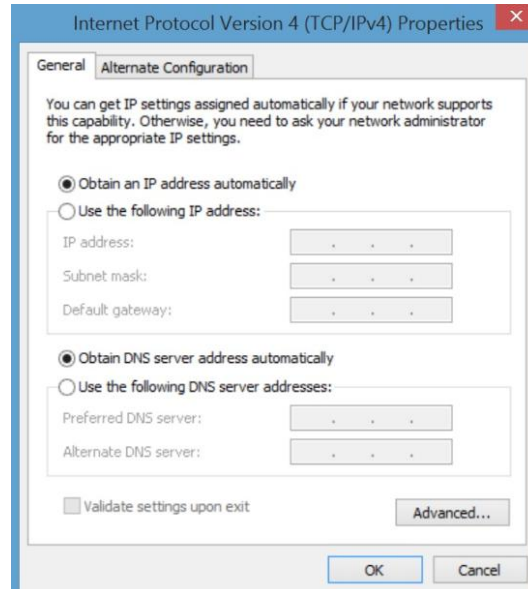 Internet Protocol Version 4 (TCP/IPv4) Properties
General
Alternate Configuration
You can get IP settings assigned automatically if your network supports
this capability. Otherwise, you need to ask your network administrator
for the appropriate IP settings.
Obtain an IP address automatically
Use the following IP address:
IP address:
Subnet mask:
Default gateway:
Obtain DNS server address automatically
Use the following DNS server addresses:
Preferred DNS server:
Alternate DNS server:
Validate settings upon exit
Advanced...
OK
Cancel